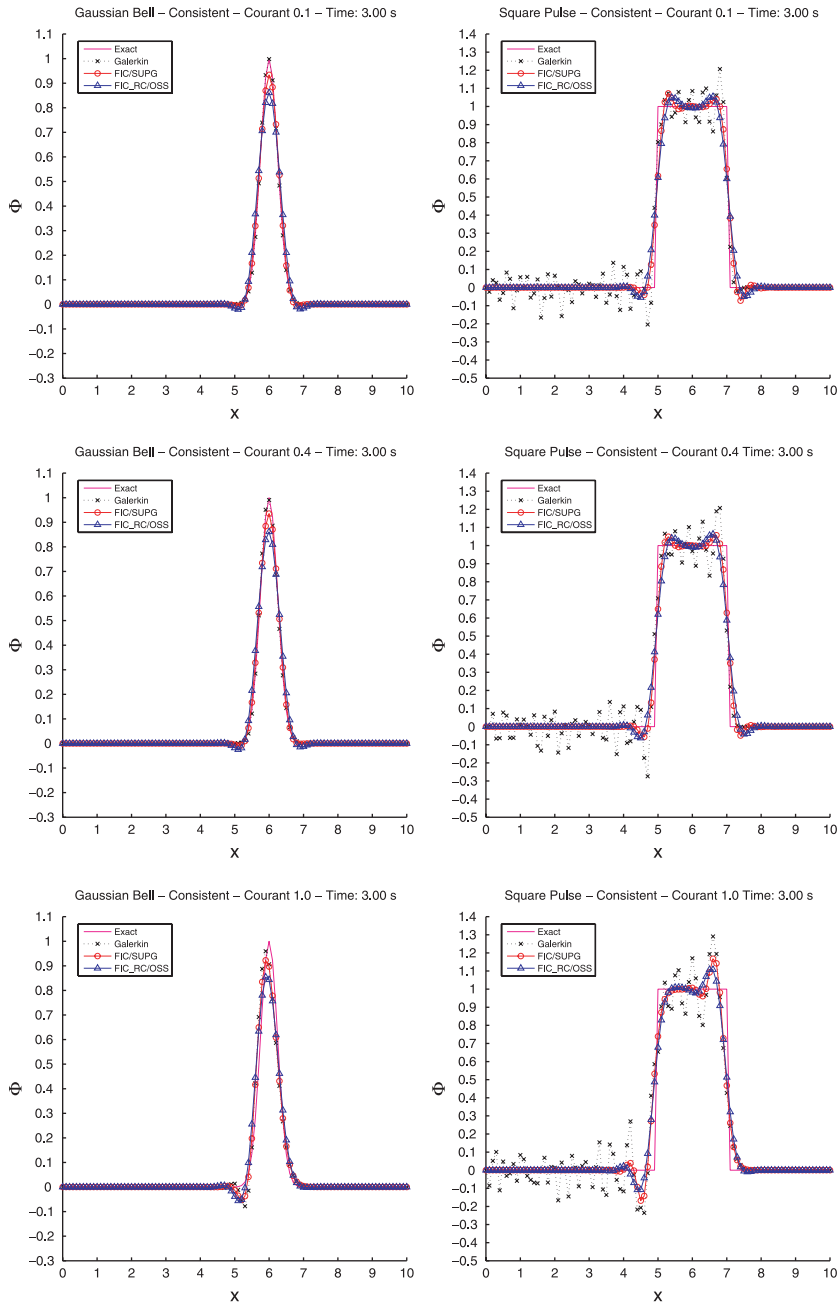 Gaussian Bell – Consistent – Courant 0.1 – Time: 3.00 s
1.1
1
0.9
0.8
0.7
0.6
0.5
0.4
0.3
0.2
0.1
0
−0.1
−0.2
−0.3
Φ
Exact
Galerkin
FIC/SUPG
FIC_RC/OSS
0 1 2 3 4 5 6 7 8 9 10
x
Square Pulse – Consistent – Courant 0.1 – Time: 3.00 s
1.4
1.3
1.2
1.1
1
0.9
0.8
0.7
0.6
0.5
0.4
0.3
0.2
0.1
0
−0.1
−0.2
−0.3
−0.4
−0.5
Φ
Exact
Galerkin
FIC/SUPG
FIC_RC/OSS
0 1 2 3 4 5 6 7 8 9 10
x
Gaussian Bell – Consistent – Courant 0.4 – Time: 3.00 s
1.1
1
0.9
0.8
0.7
0.6
0.5
0.4
0.3
0.2
0.1
0
−0.1
−0.2
−0.3
Φ
Exact
Galerkin
FIC/SUPG
FIC_RC/OSS
0 1 2 3 4 5 6 7 8 9 10
x
Square Pulse – Consistent – Courant 0.4 Time: 3.00 s
1.4
1.3
1.2
1.1
1
0.9
0.8
0.7
0.6
0.5
0.4
0.3
0.2
0.1
0
−0.1
−0.2
−0.3
−0.4
−0.5
Φ
Exact
Galerkin
FIC/SUPG
FIC_RC/OSS
0 1 2 3 4 5 6 7 8 9 10
x
Gaussian Bell – Consistent – Courant 1.0 – Time: 3.00 s
1.1
1
0.9
0.8
0.7
0.6
0.5
0.4
0.3
0.2
0.1
0
−0.1
−0.2
−0.3
Φ
Exact
Galerkin
FIC/SUPG
FIC_RC/OSS
0 1 2 3 4 5 6 7 8 9 10
x
Square Pulse – Consistent – Courant 1.0 Time: 3.00 s
1.4
1.3
1.2
1.1
1
0.9
0.8
0.7
0.6
0.5
0.4
0.3
0.2
0.1
0
−0.1
−0.2
−0.3
−0.4
−0.5
Φ
Exact
Galerkin
FIC/SUPG
FIC_RC/OSS
0 1 2 3 4 5 6 7 8 9 10
x